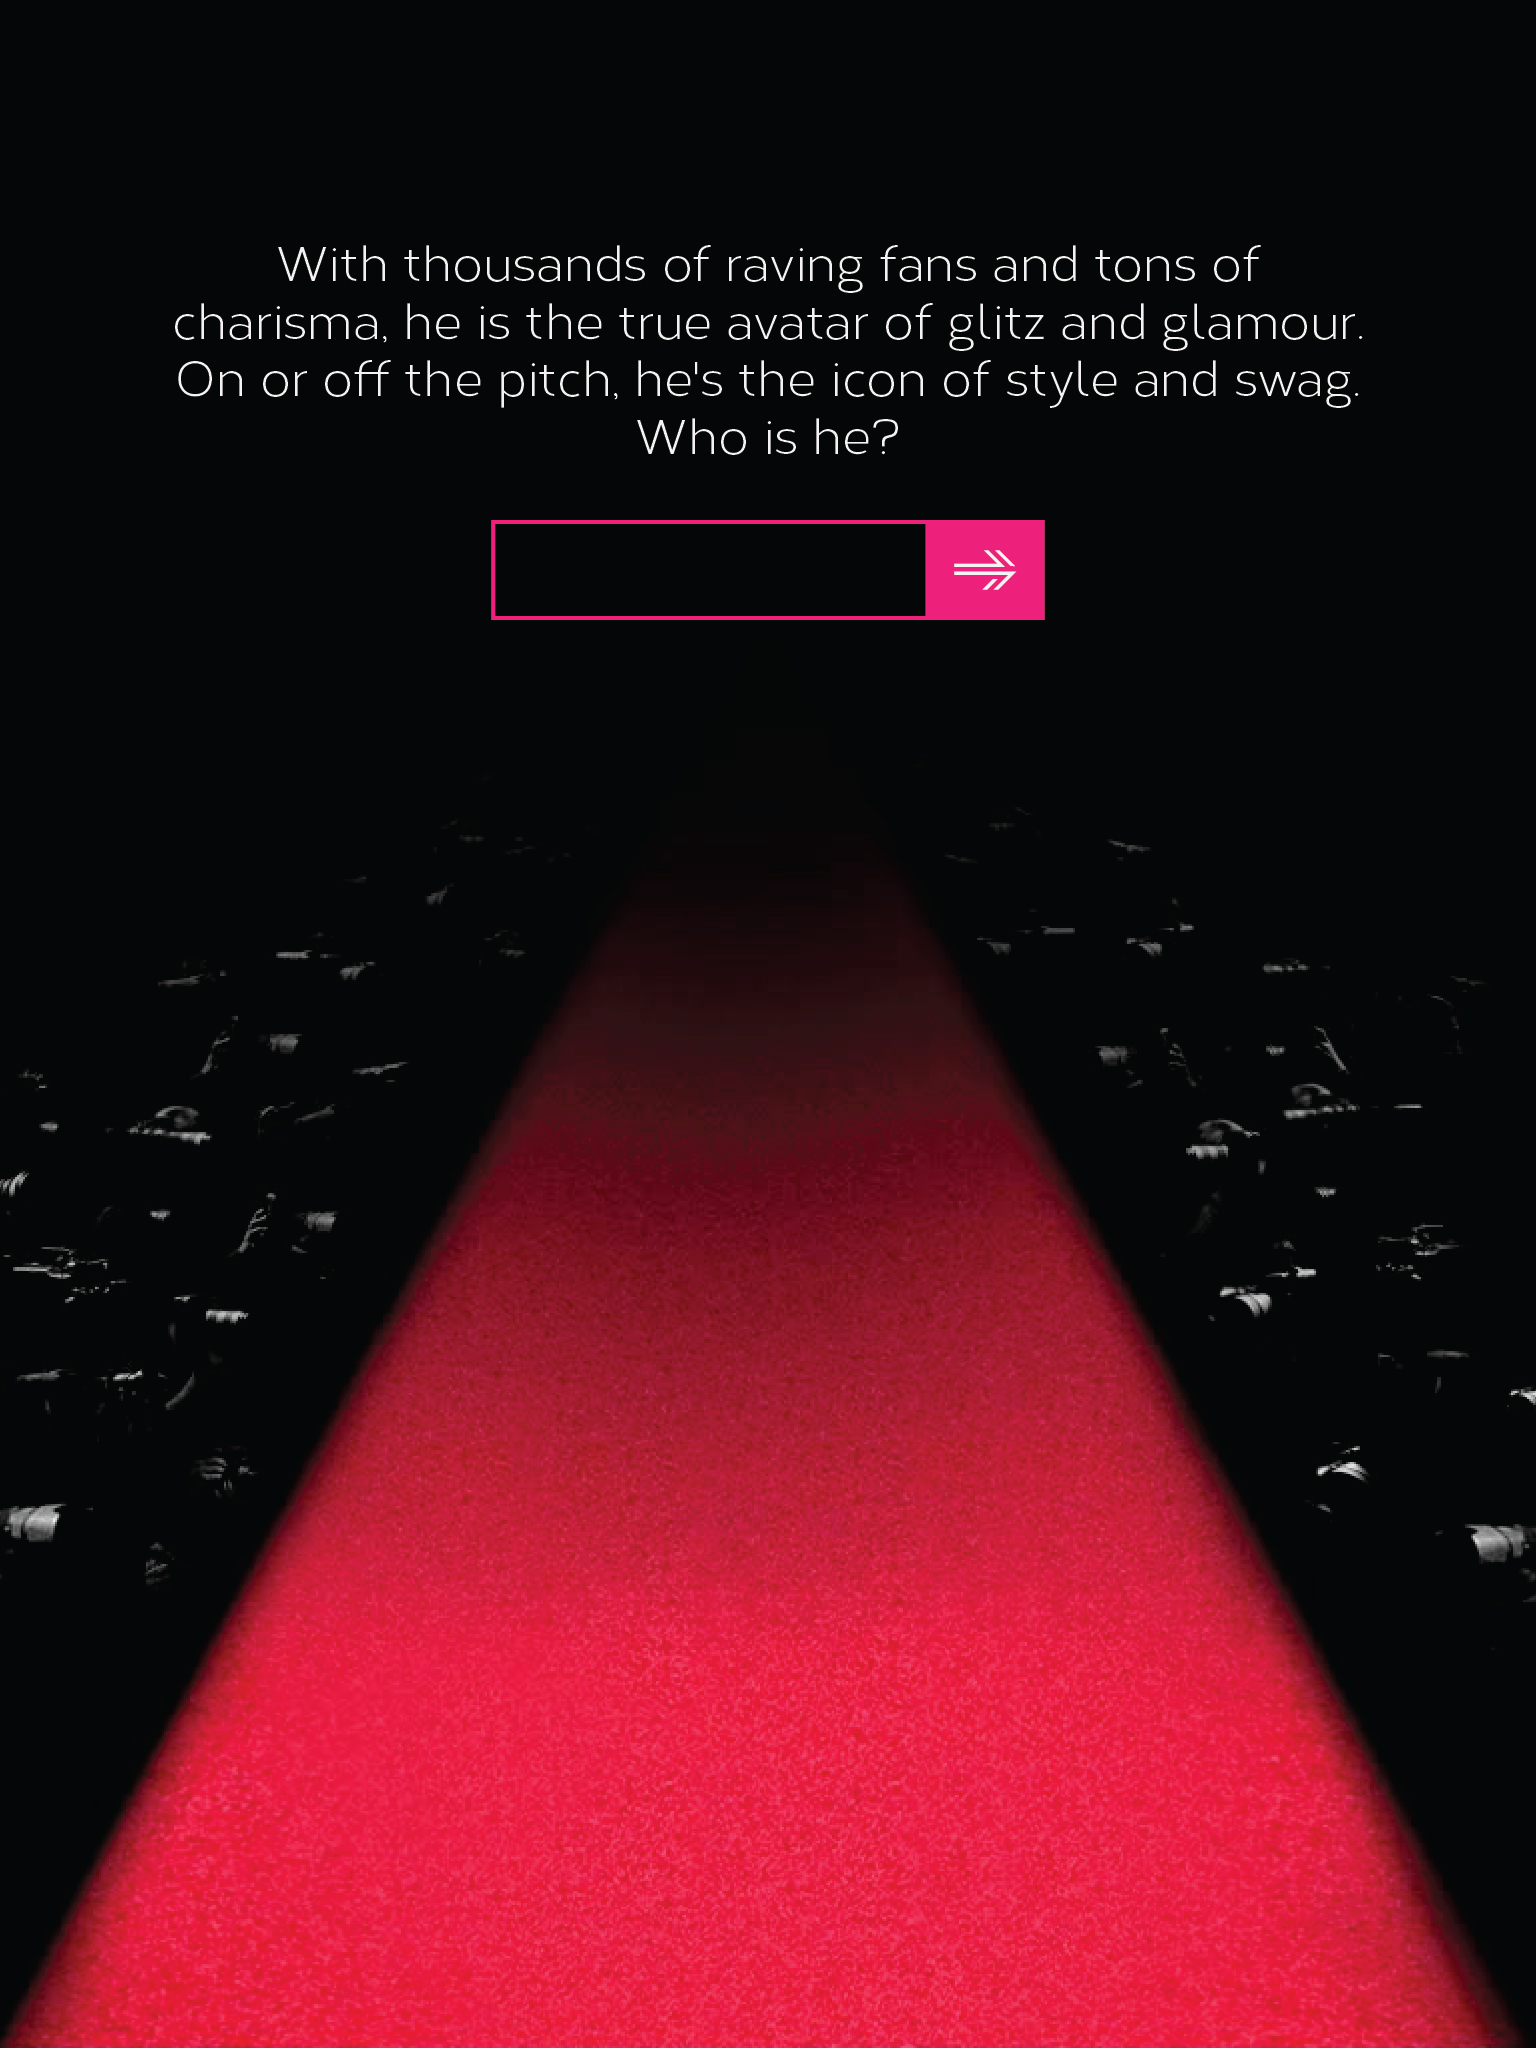 With thousands of raving fans and tons of
charisma, he is the true avatar of glitz and glamour.
On or off the pitch, he's the icon of style and swag.
Who is he?